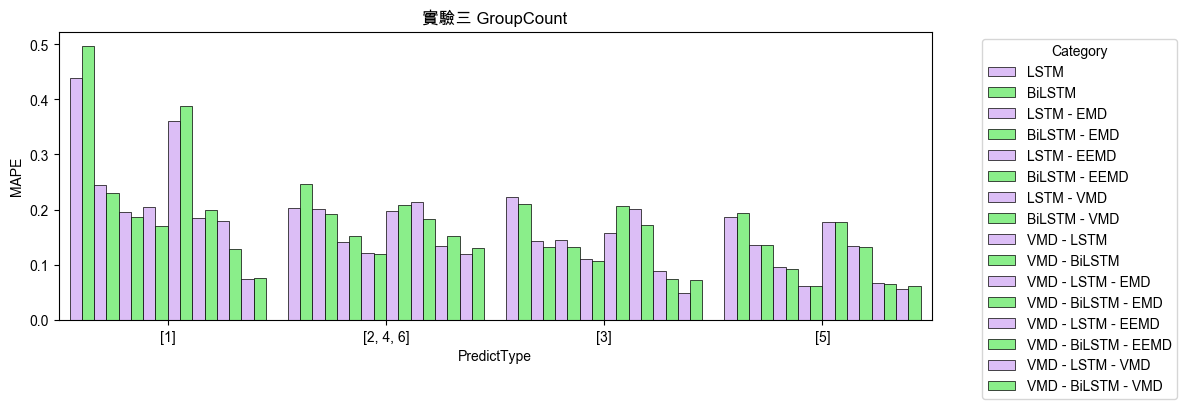 實驗三 GroupCount
0.5
0.4
0.3
0.2
0.1
0.0
MAPE
[1]
[2, 4, 6]
[3]
[5]
PredictType
Category
LSTM
BiLSTM
LSTM - EMD
BiLSTM - EMD
LSTM - EEMD
BiLSTM - EEMD
LSTM - VMD
BiLSTM - VMD
VMD - LSTM
VMD - BiLSTM
VMD - LSTM - EMD
VMD - BiLSTM - EMD
VMD - LSTM - EEMD
VMD - BiLSTM - EEMD
VMD - LSTM - VMD
VMD - BiLSTM - VMD